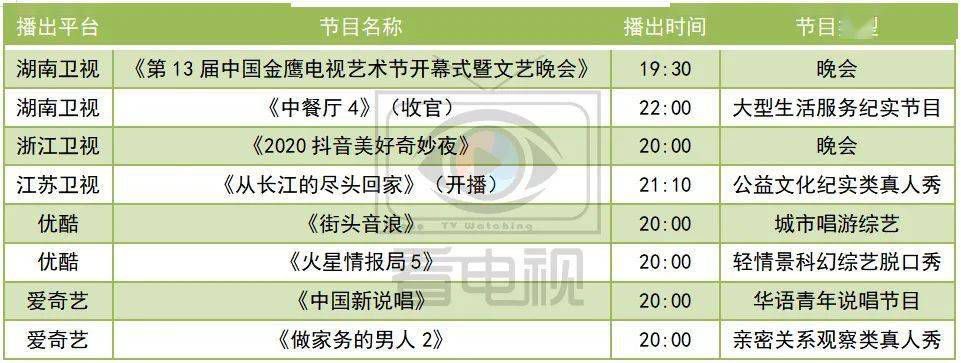 播出平台 节目名称 播出时间 节目类型
湖南卫视 《第13届中国金鹰电视艺术节开幕式暨文艺晚会》 19:30 晚会
湖南卫视 《中餐厅4》(收官) 22:00 大型生活服务纪实节目
浙江卫视 《2020抖音美好奇妙夜》 20:00 晚会
江苏卫视 《从长江的尽头回家》(开播) 21:10 公益文化纪实类真人秀
优酷 《街头音浪》 20:00 城市唱游综艺
TV Watching
优酷 《火星情报局5》 20:00 轻情景科幻综艺脱口秀
看电视
爱奇艺 《中国新说唱》 20:00 华语青年说唱节目
爱奇艺 《做家务的男人2》 20:00 亲密关系观察类真人秀